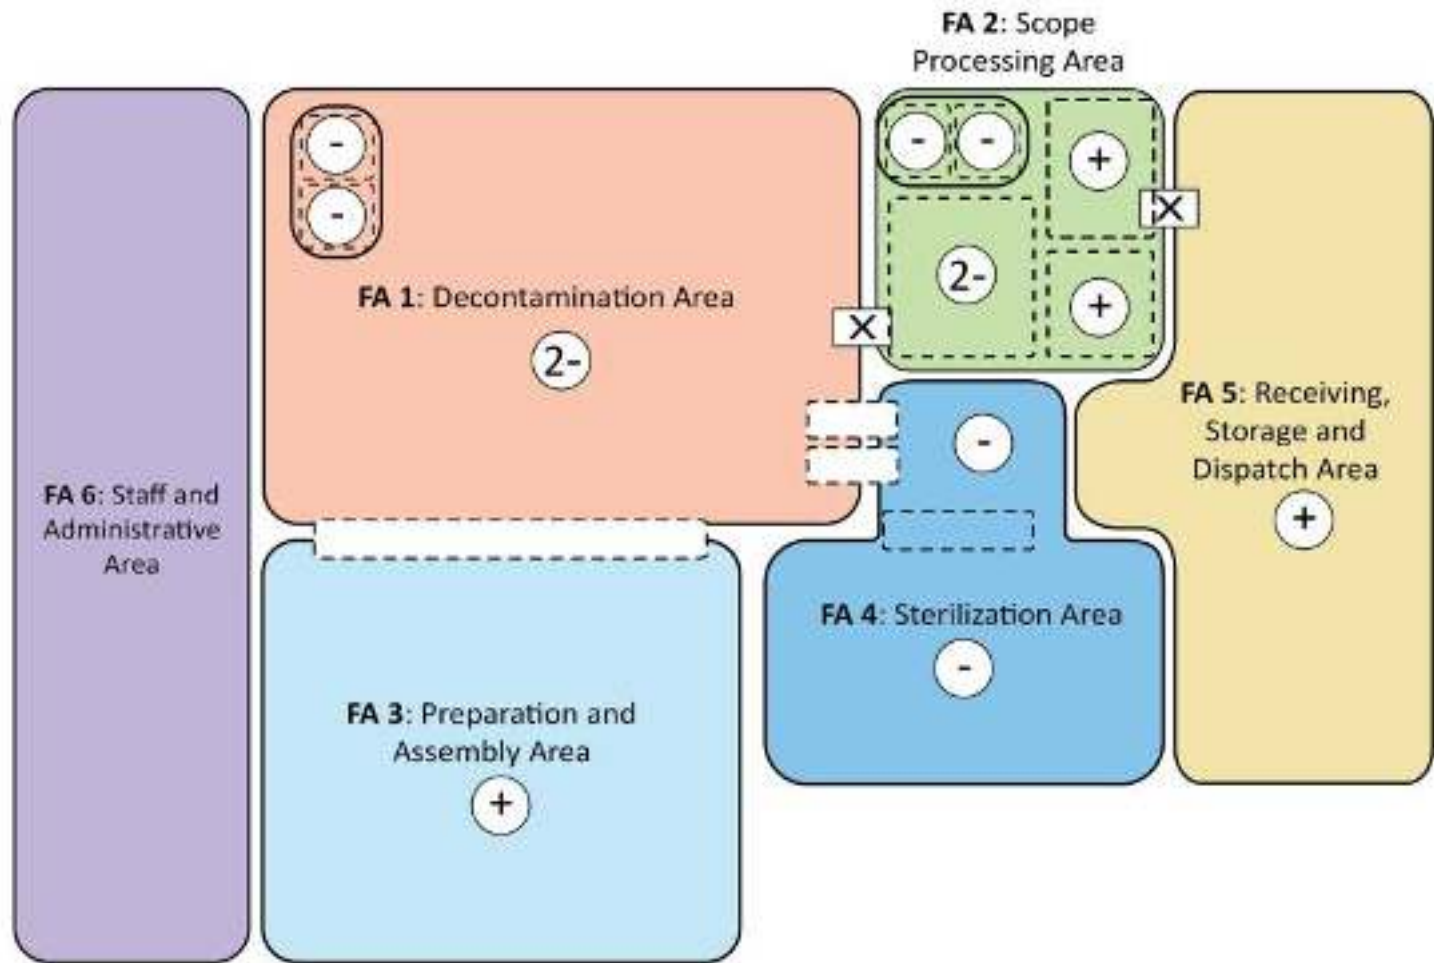 FA 2: Scope
Processing Area
-
-
-
-
+
X
2-
FA 1: Decontamination Area
2-
X
+
FA 5: Receiving,
Storage and
Dispatch Area
+
-
FA 6: Staff and
Administrative
Area
FA 4: Sterilization Area
-
FA 3: Preparation and
Assembly Area
+